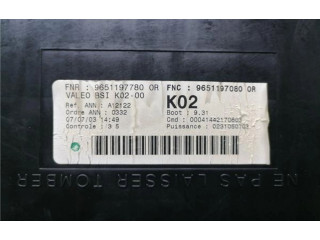 FNR : 9651197780 OR
FNC : 9651197080 OR
VALEO BSI K02-00
K02
Ref. ANN : A12122
Ordre ANN : 0332
Boot : 9.31
07/07/03 14:49
Controle : 3 5
Puissance :
NE PAS LAISSER TOMBER